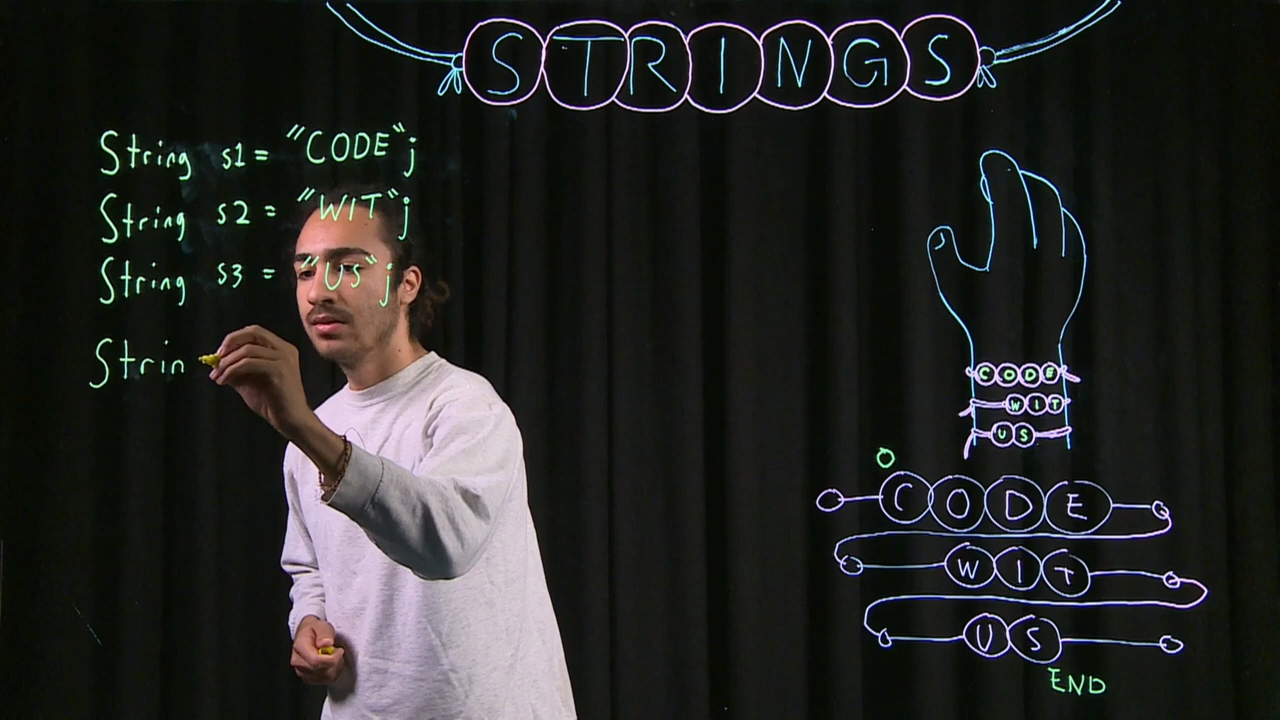 STRINGS
String s1 = "CODE";
String s2 = "WIT";
String s3 = "US";
Strin
CODE
WIT
US
O
CODE
WIT
US
END